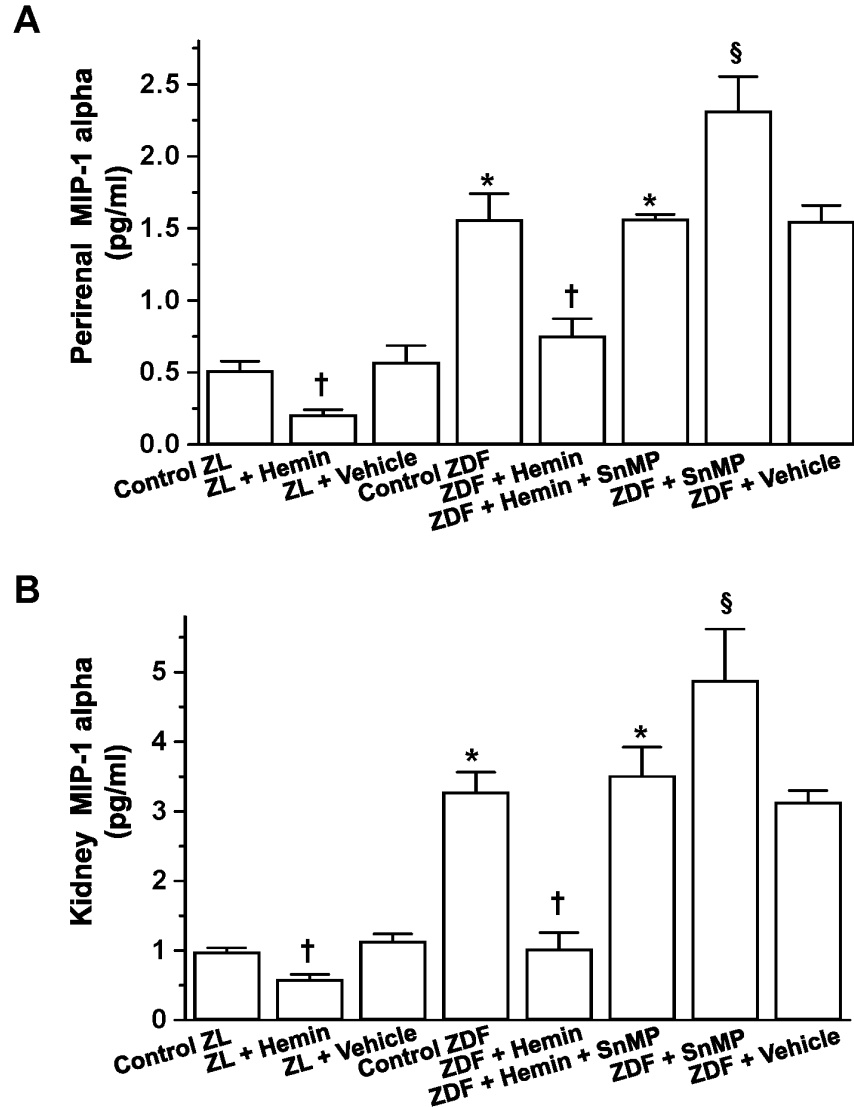 A
Perirenal MIP-1 alpha
(pg/ml)
2.5
2.0
1.5
1.0
0.5
0.0
§
*
*
†
†
Control ZL
ZL + Hemin
ZL + Vehicle
Control ZDF
ZDF + Hemin
ZDF + Hemin + SnMP
ZDF + SnMP
ZDF + Vehicle
B
Kidney MIP-1 alpha
(pg/ml)
5
4
3
2
1
0
§
*
*
†
†
Control ZL
ZL + Hemin
ZL + Vehicle
Control ZDF
ZDF + Hemin
ZDF + Hemin + SnMP
ZDF + SnMP
ZDF + Vehicle